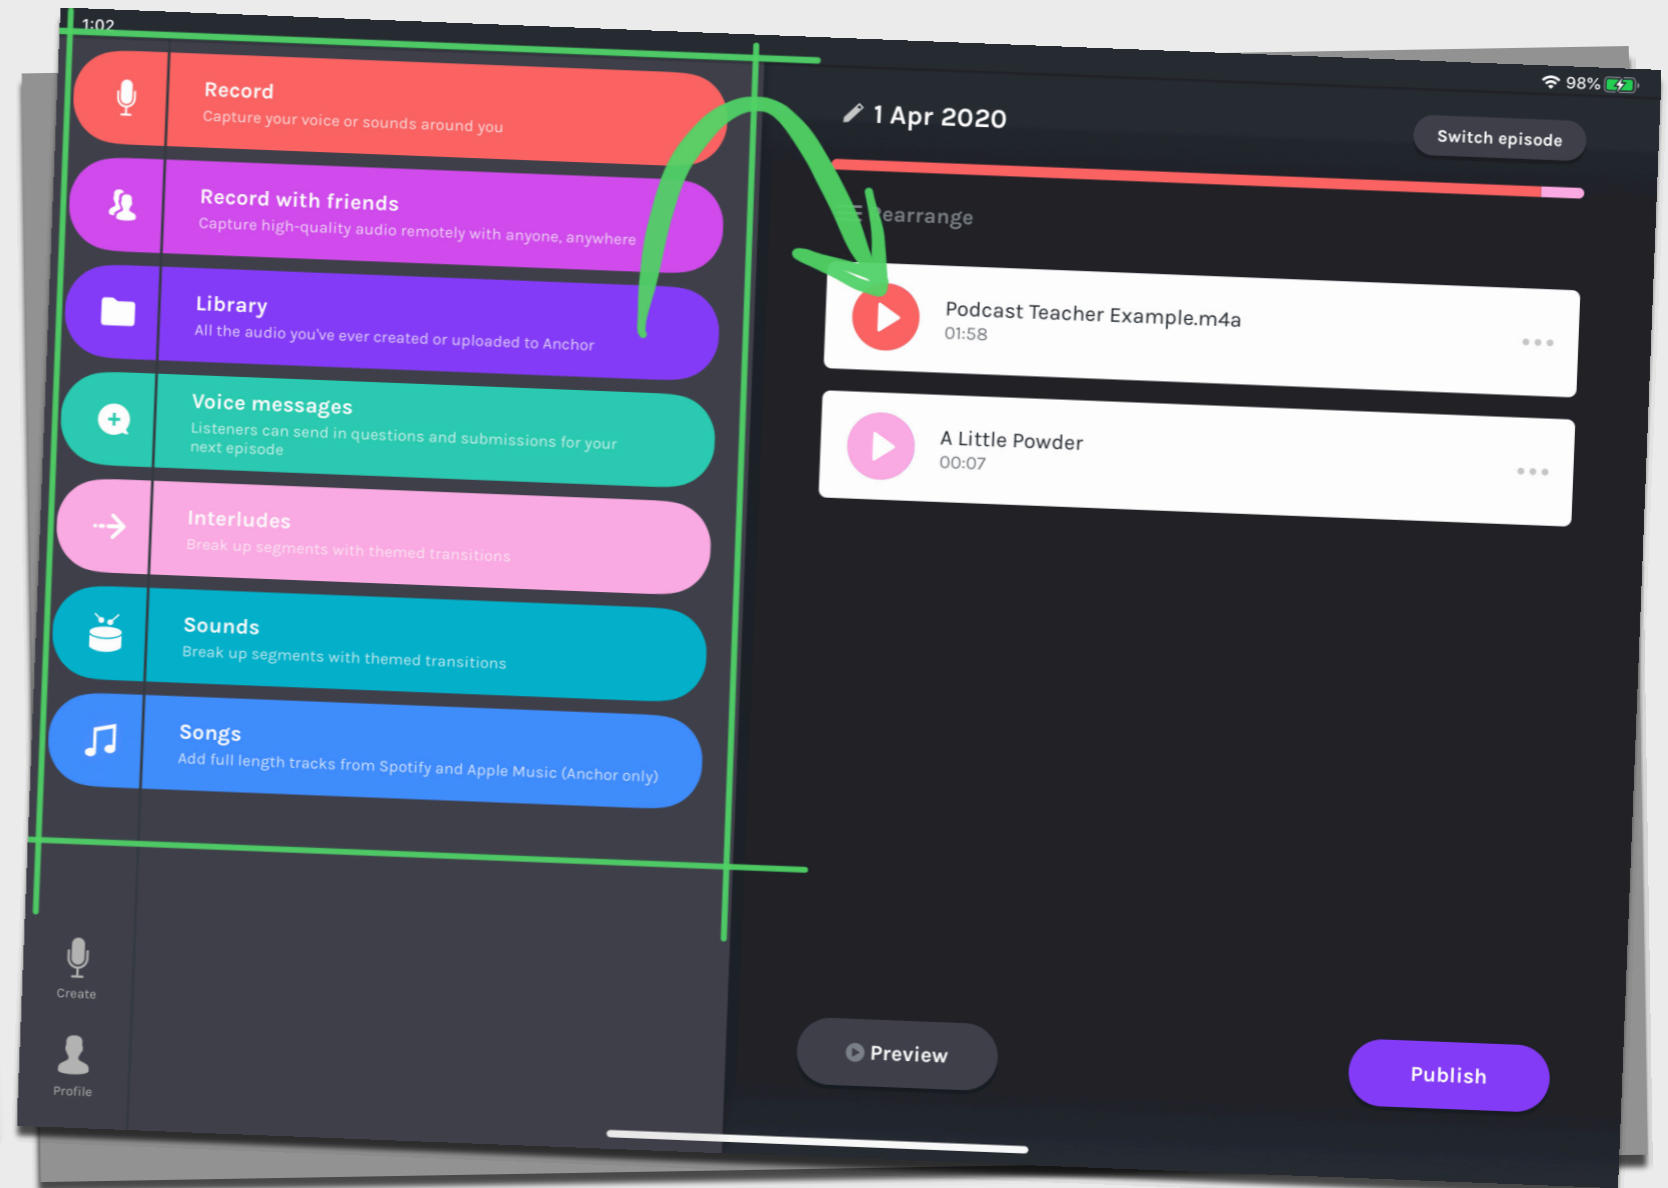 1:02
98%
Record
Capture your voice or sounds around you
Record with friends
Capture high-quality audio remotely with anyone, anywhere
Library
All the audio you've ever created or uploaded to Anchor
Voice messages
Listeners can send in questions and submissions for your
next episode
Interludes
Break up segments with themed transitions
Sounds
Break up segments with themed transitions
Songs
Add full length tracks from Spotify and Apple Music (Anchor only)
Create
Profile
1 Apr 2020
Switch episode
Rearrange
Podcast Teacher Example.m4a
01:58
A Little Powder
00:07
Preview
Publish